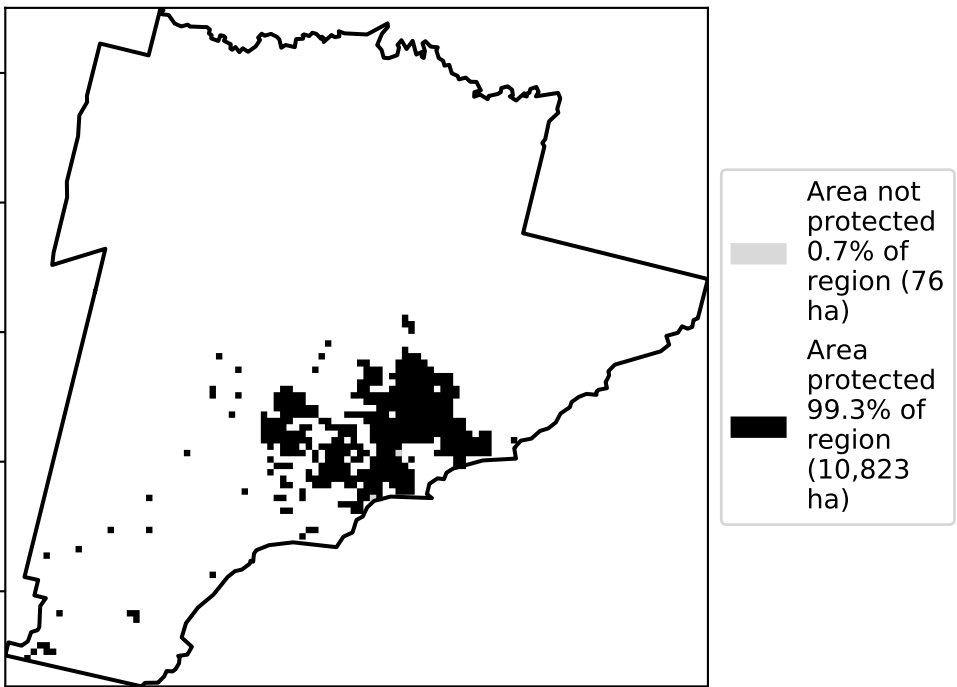 Area not
protected
0.7% of
region (76
ha)
Area
protected
99.3% of
region
(10,823
ha)